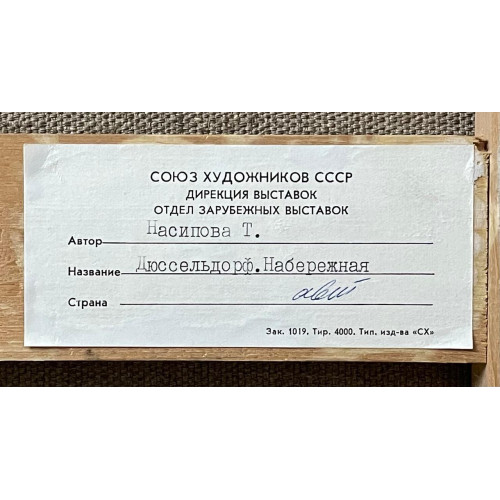 СОЮЗ ХУДОЖНИКОВ СССР
ДИРЕКЦИЯ ВЫСТАВОК
ОТДЕЛ ЗАРУБЕЖНЫХ ВЫСТАВОК
Автор Насипова Т.
Название Дюссельдорф.Набережная
Страна
Зак. 1019. Тир. 4000. Тип. изд-ва «СХ»